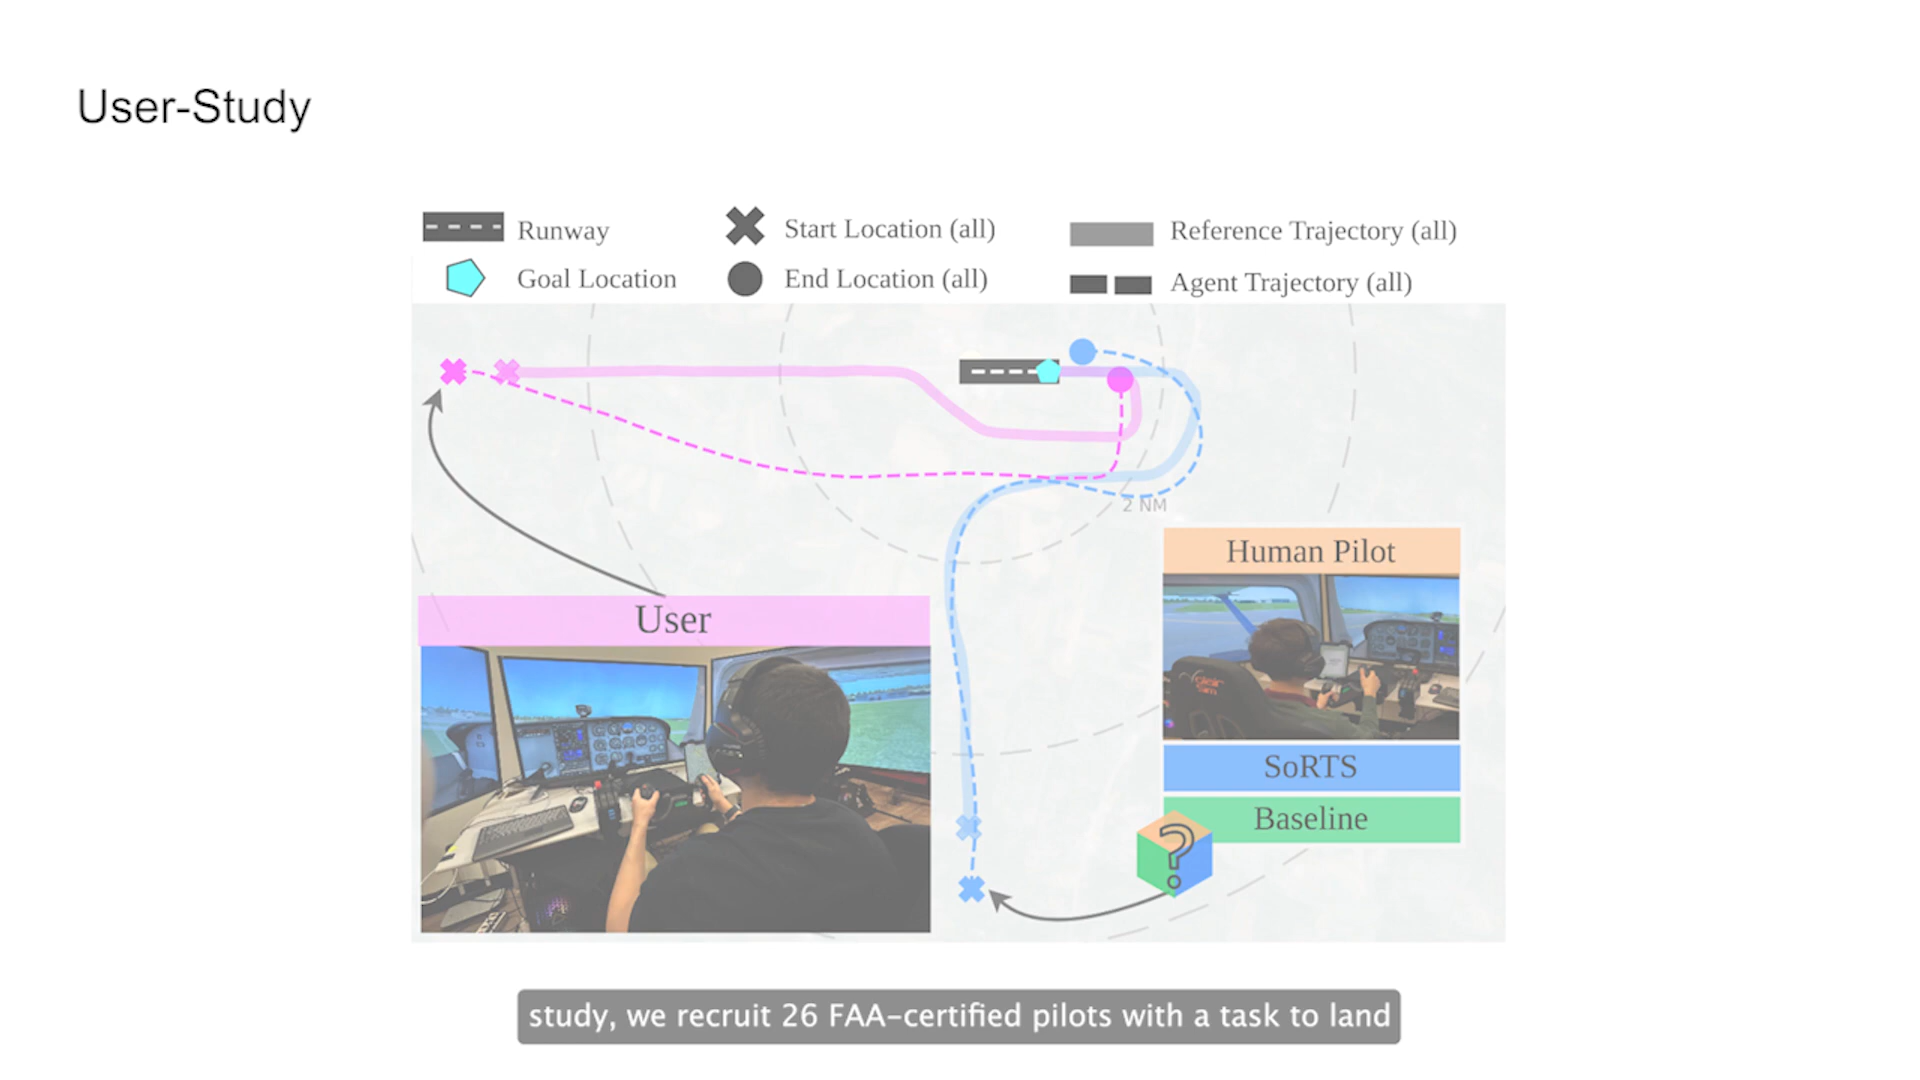 User-Study
Runway
Start Location (all)
Reference Trajectory (all)
Goal Location
End Location (all)
Agent Trajectory (all)
2 NM
Human Pilot
User
SoRTS
Baseline
?
study, we recruit 26 FAA-certified pilots with a task to land